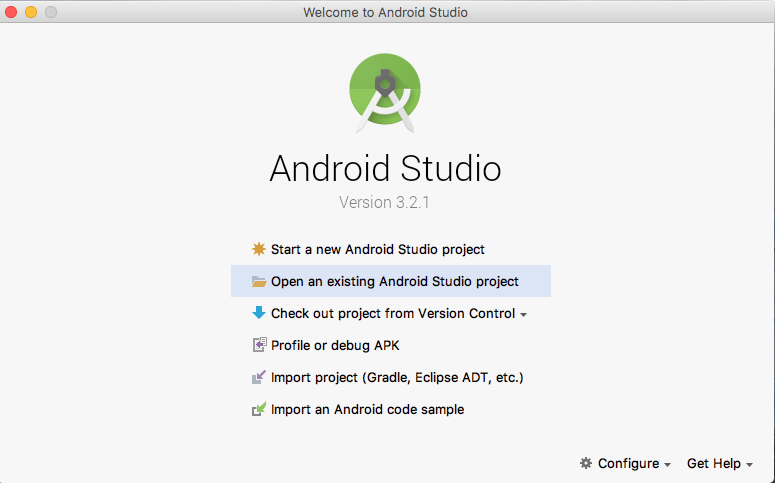 Welcome to Android Studio
Android Studio
Version 3.2.1
Start a new Android Studio project
Open an existing Android Studio project
Check out project from Version Control
Profile or debug APK
Import project (Gradle, Eclipse ADT, etc.)
Import an Android code sample
Configure Get Help